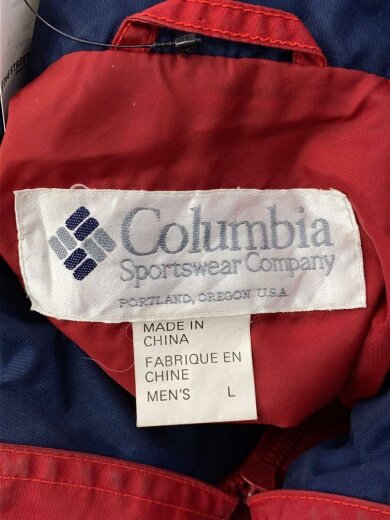 Columbia
Sportswear Company
PORTLAND, OREGON U.S.A.
MADE IN
CHINA
FABRIQUE EN
CHINE
MEN'S L